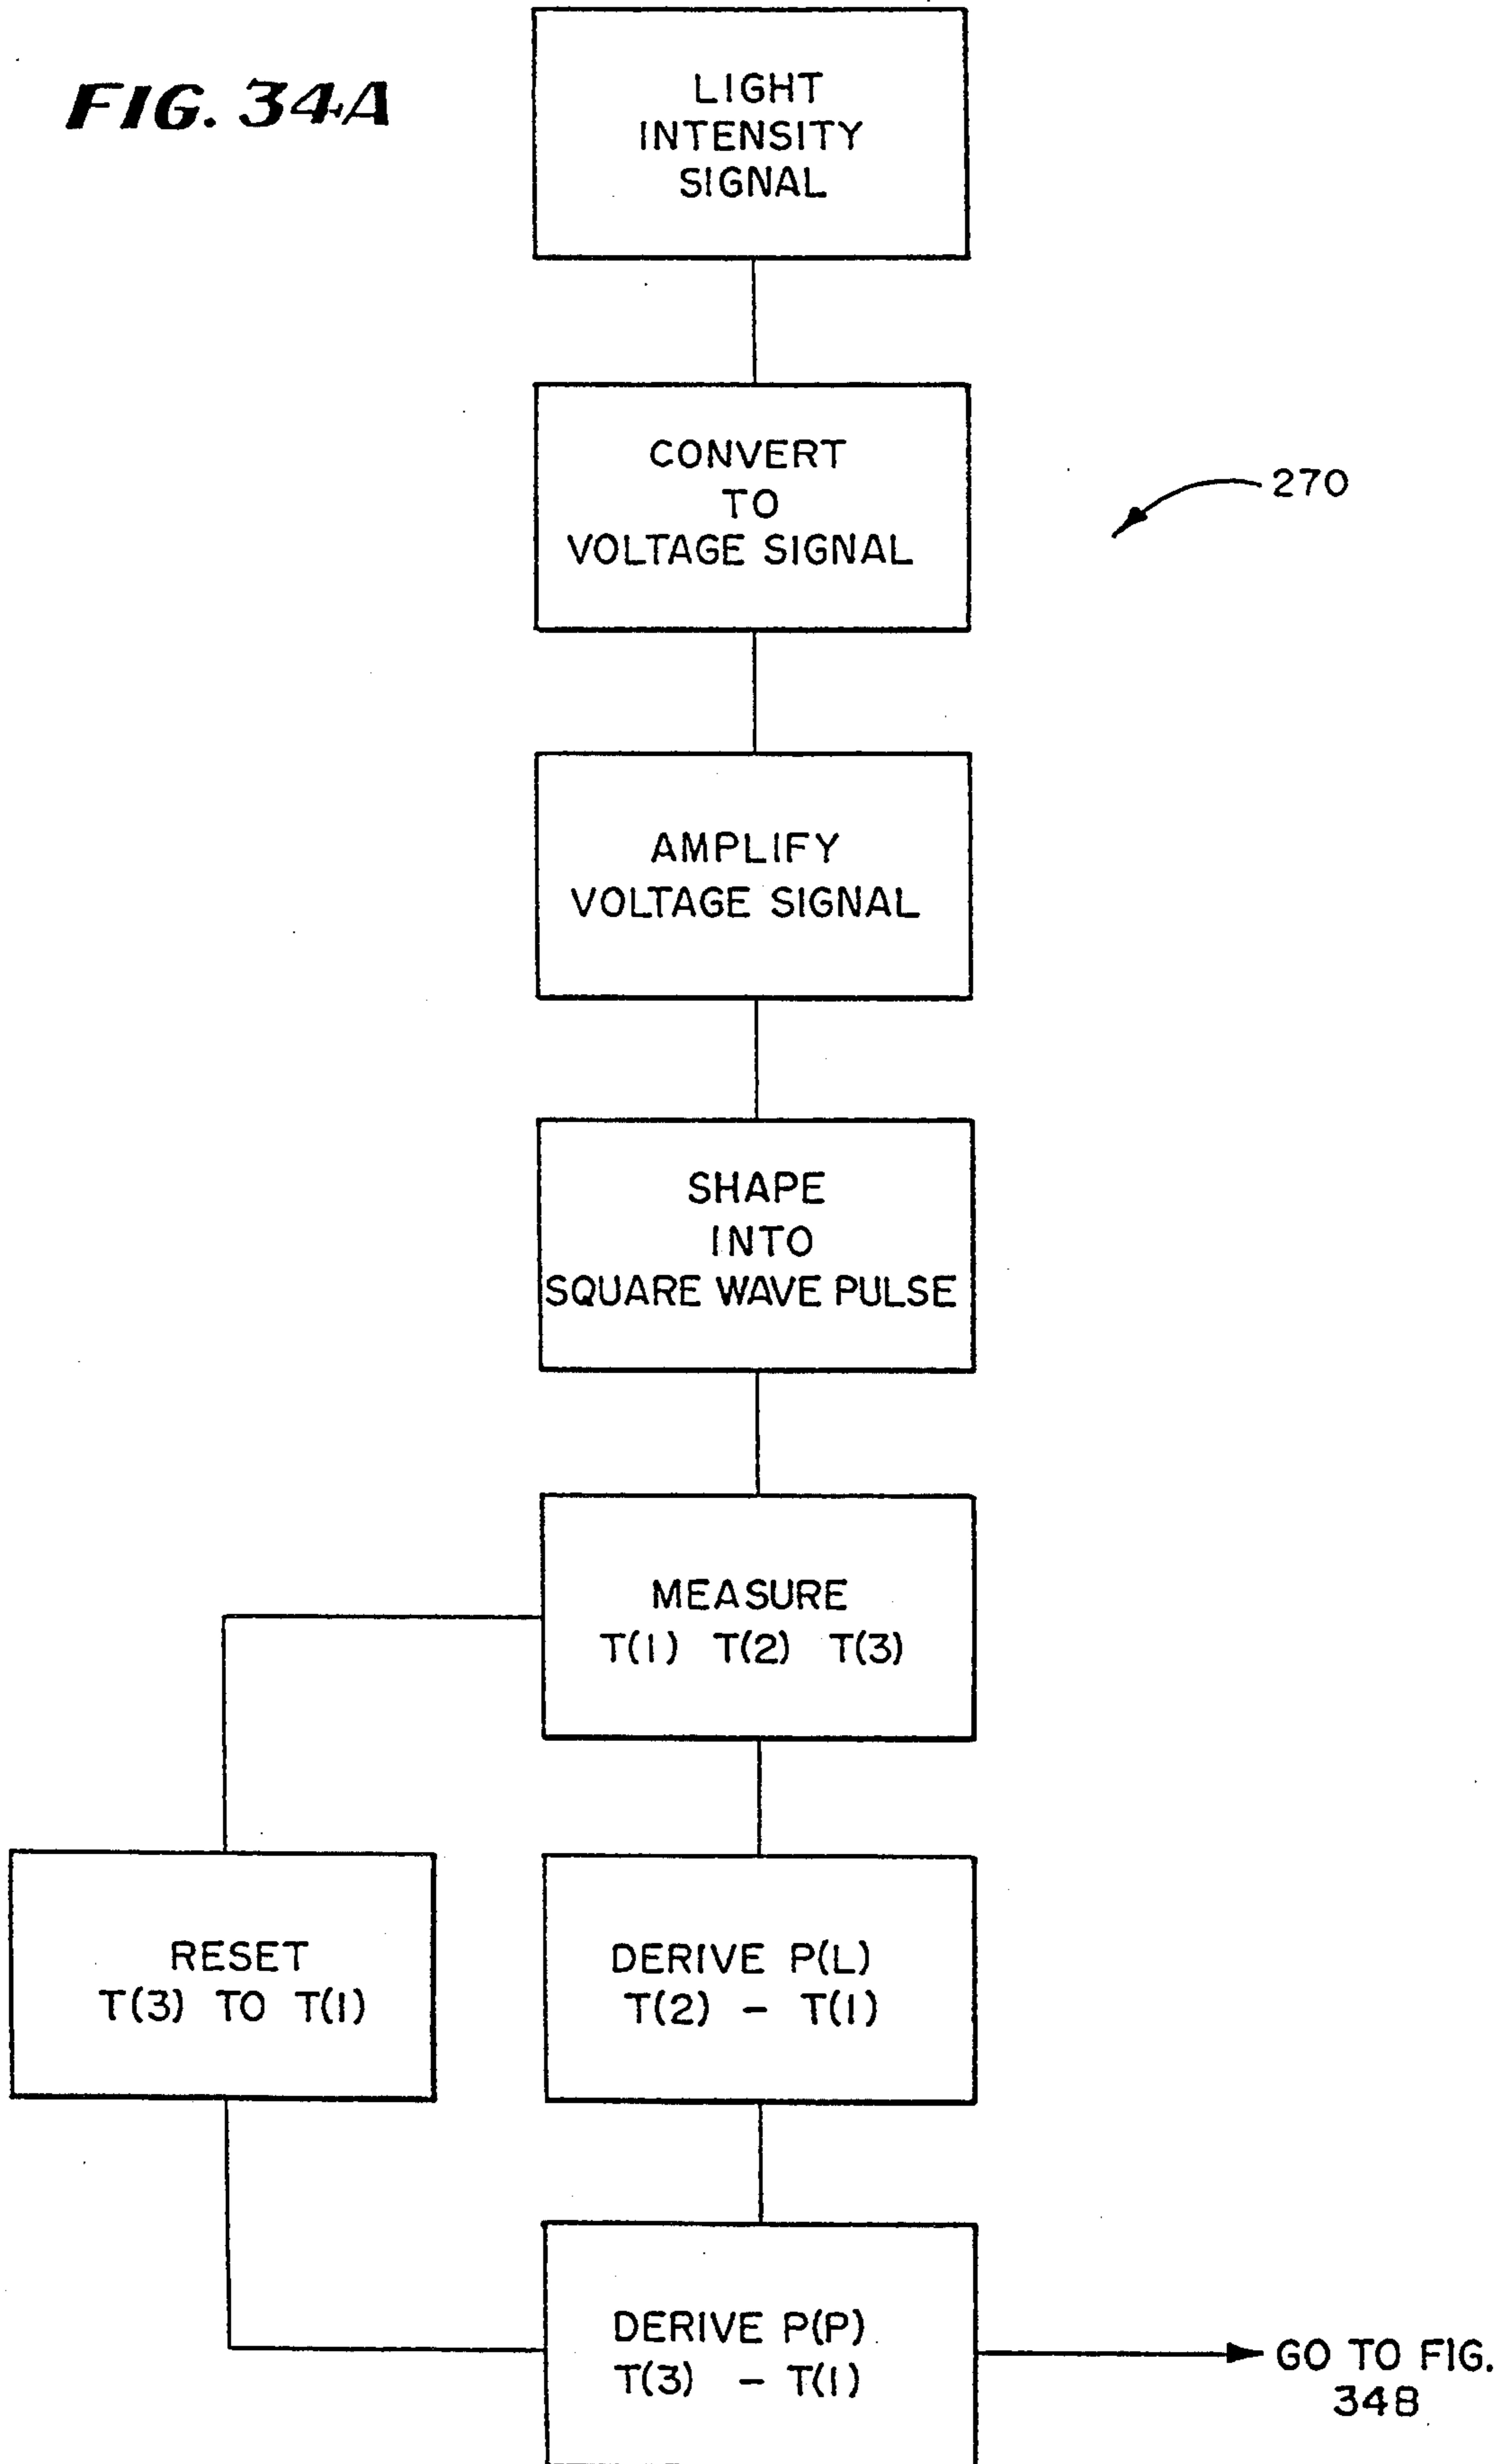 FIG. 34A
LIGHT
INTENSITY
SIGNAL
CONVERT
TO
VOLTAGE SIGNAL
270
AMPLIFY
VOLTAGE SIGNAL
SHAPE
INTO
SQUARE WAVE PULSE
MEASURE
T(1) T(2) T(3)
RESET
T(3) TO T(1)
DERIVE P(L)
T(2) - T(1)
DERIVE P(P)
T(3) - T(1)
GO TO FIG.
34B